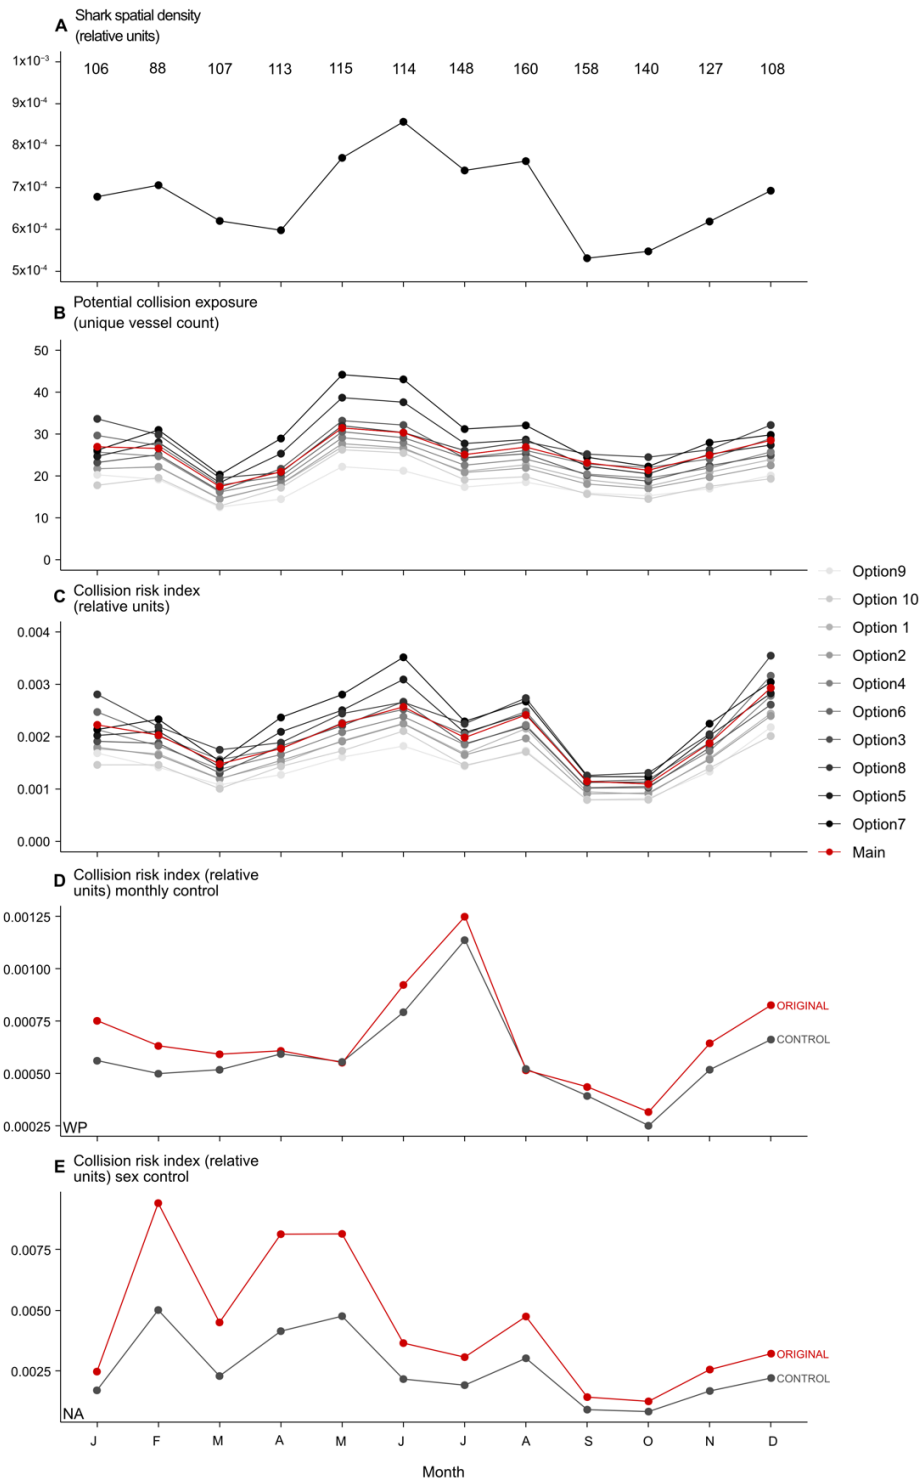 A Shark spatial density
(relative units)
1x10⁻³ 106 88 107 113 115 114 148 160 158 140 127 108
9x10⁻⁴
8x10⁻⁴
7x10⁻⁴
6x10⁻⁴
5x10⁻⁴
B Potential collision exposure
(unique vessel count)
50
40
30
20
10
0
C Collision risk index
(relative units)
0.004
0.003
0.002
0.001
0.000
Option9
Option 10
Option 1
Option2
Option4
Option6
Option3
Option8
Option5
Option7
Main
D Collision risk index (relative
units) monthly control
0.00125
0.00100
0.00075
0.00050
0.00025
ORIGINAL
CONTROL
WP
E Collision risk index (relative
units) sex control
0.0075
0.0050
0.0025
ORIGINAL
CONTROL
NA
J F M A M J J A S O N D
Month